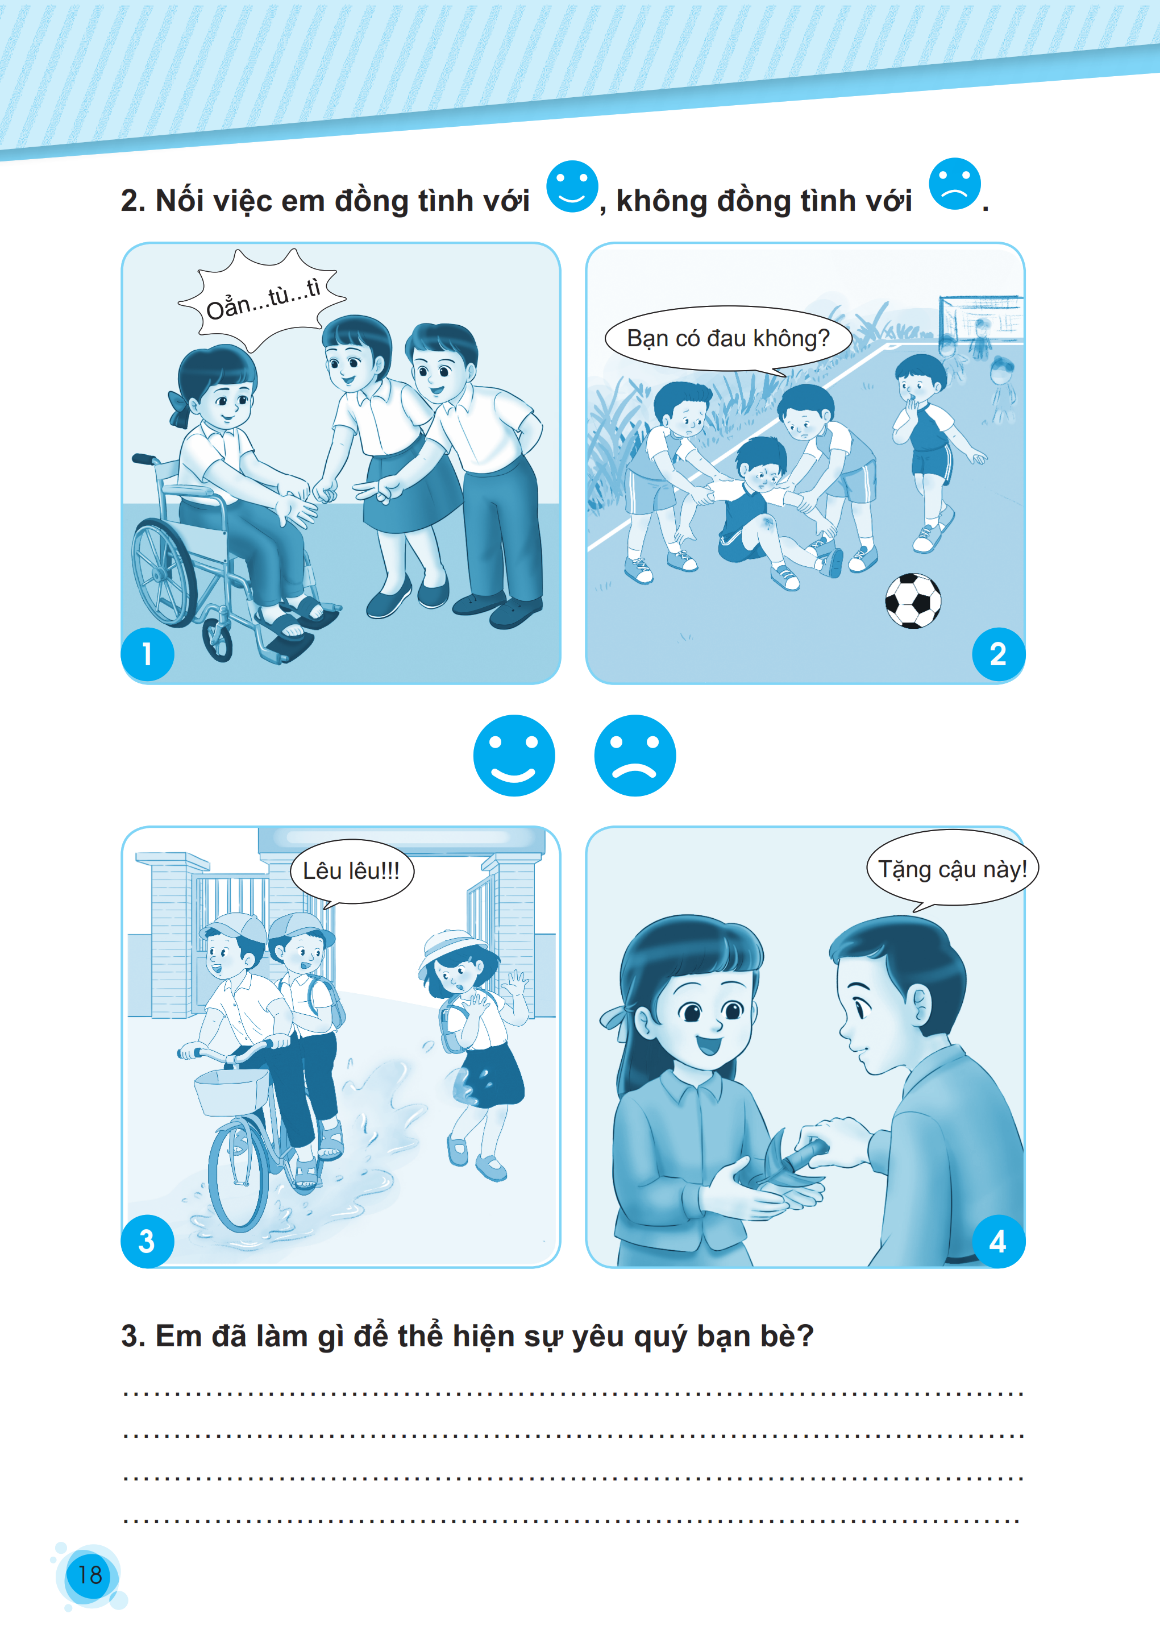 2. Nối việc em đồng tình với , không đồng tình với .
Oẳn...tù...tì
Bạn có đau không?
1
2
Lêu lêu!!!
Tặng cậu này!
3
4
3. Em đã làm gì để thể hiện sự yêu quý bạn bè?
18